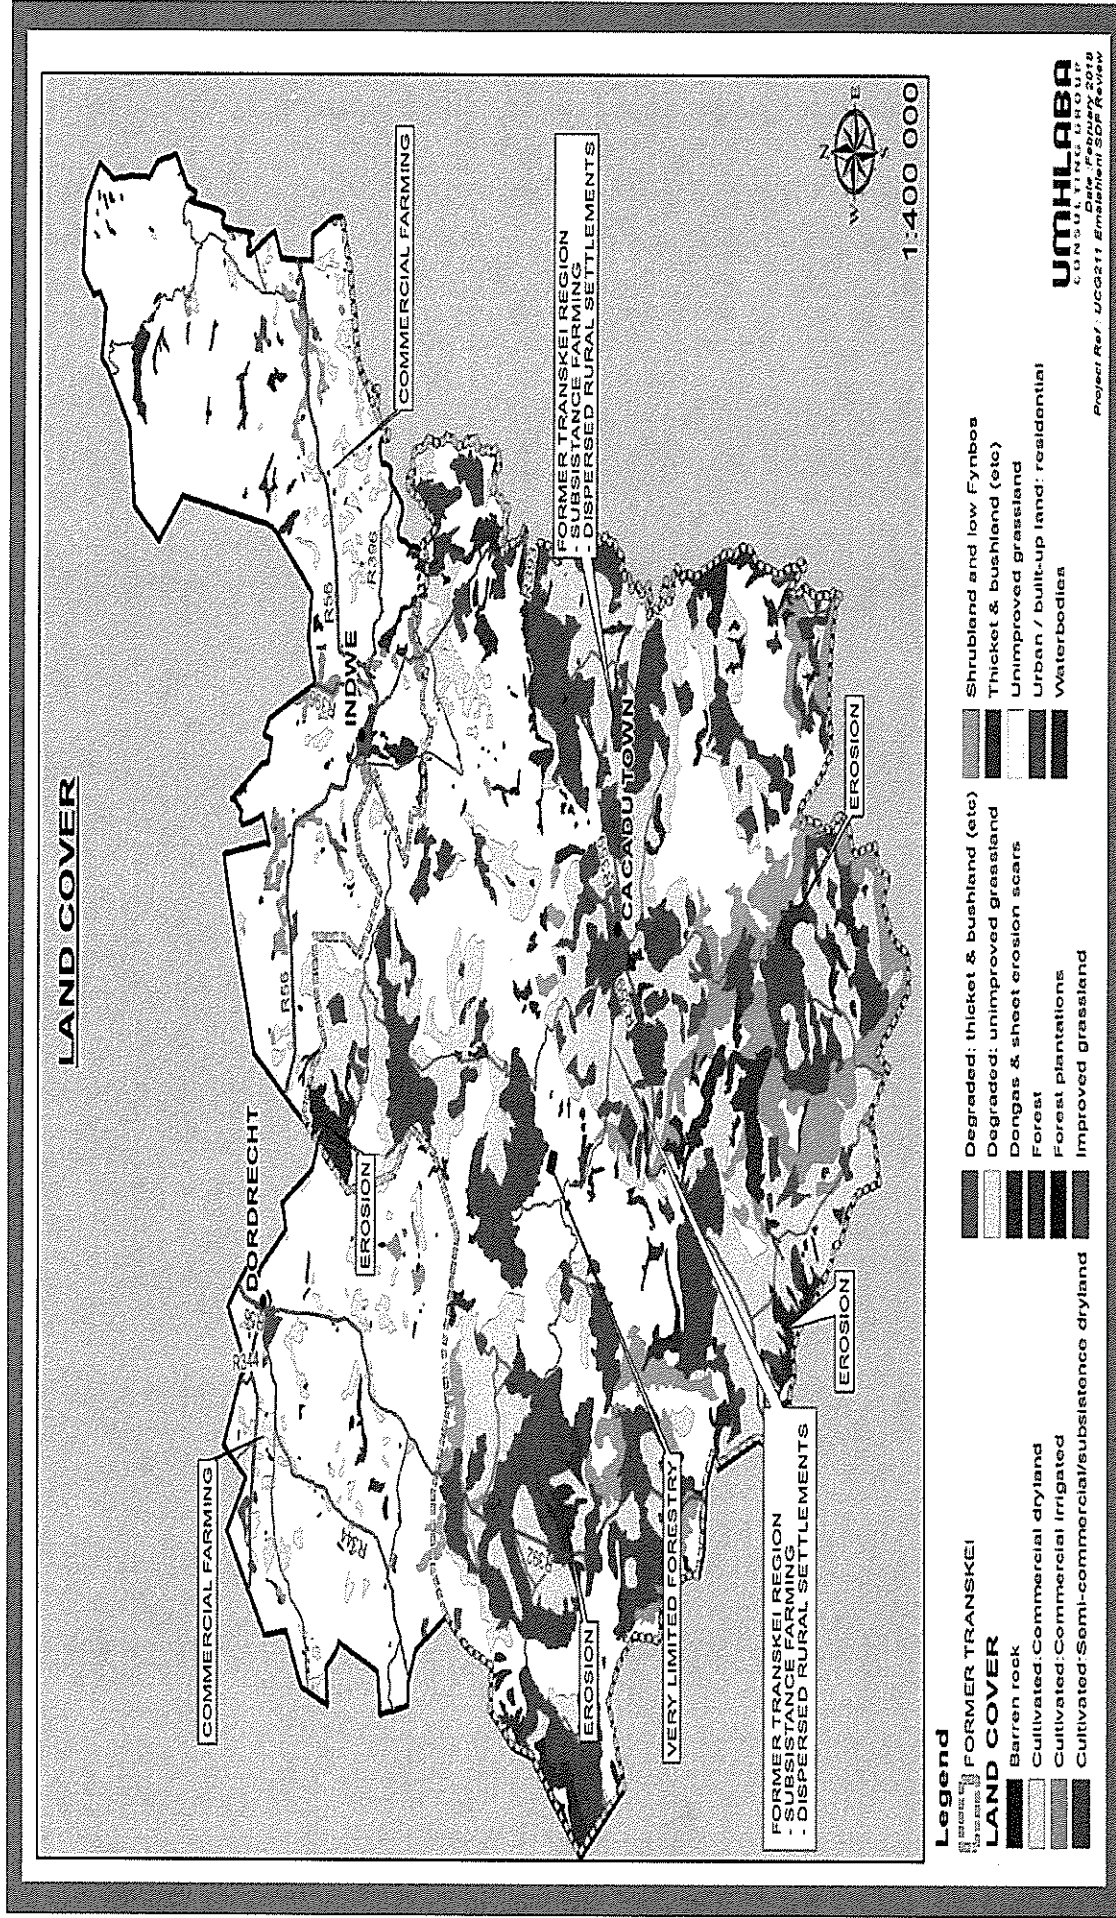 LAND COVER
COMMERCIAL FARMING
DORDRECHT
R344
R344
EROSION
R56
R56
INDWE
R396
COMMERCIAL FARMING
FORMER TRANSKEI REGION
- SUBSISTANCE FARMING
- DISPERSED RURAL SETTLEMENTS
CACADU TOWN
R392
EROSION
VERY LIMITED FORESTRY
FORMER TRANSKEI REGION
- SUBSISTANCE FARMING
- DISPERSED RURAL SETTLEMENTS
EROSION
EROSION
N
W
E
S
1:400 000
Legend
FORMER TRANSKEI
LAND COVER
Barren rock
Cultivated:Commercial dryland
Cultivated:Commercial irrigated
Cultivated:Semi-commercial/subsistence dryland
Degraded: thicket & bushland (etc)
Degraded: unimproved grassland
Dongas & sheet erosion scars
Forest
Forest plantations
Improved grassland
Shrubland and low Fynbos
Thicket & bushland (etc)
Unimproved grassland
Urban / built-up land: residential
Waterbodies
UMHLABA
CONSULTING GROUP
Date :February 2018
Project Ref : UCG211 Emalahleni SDF Review